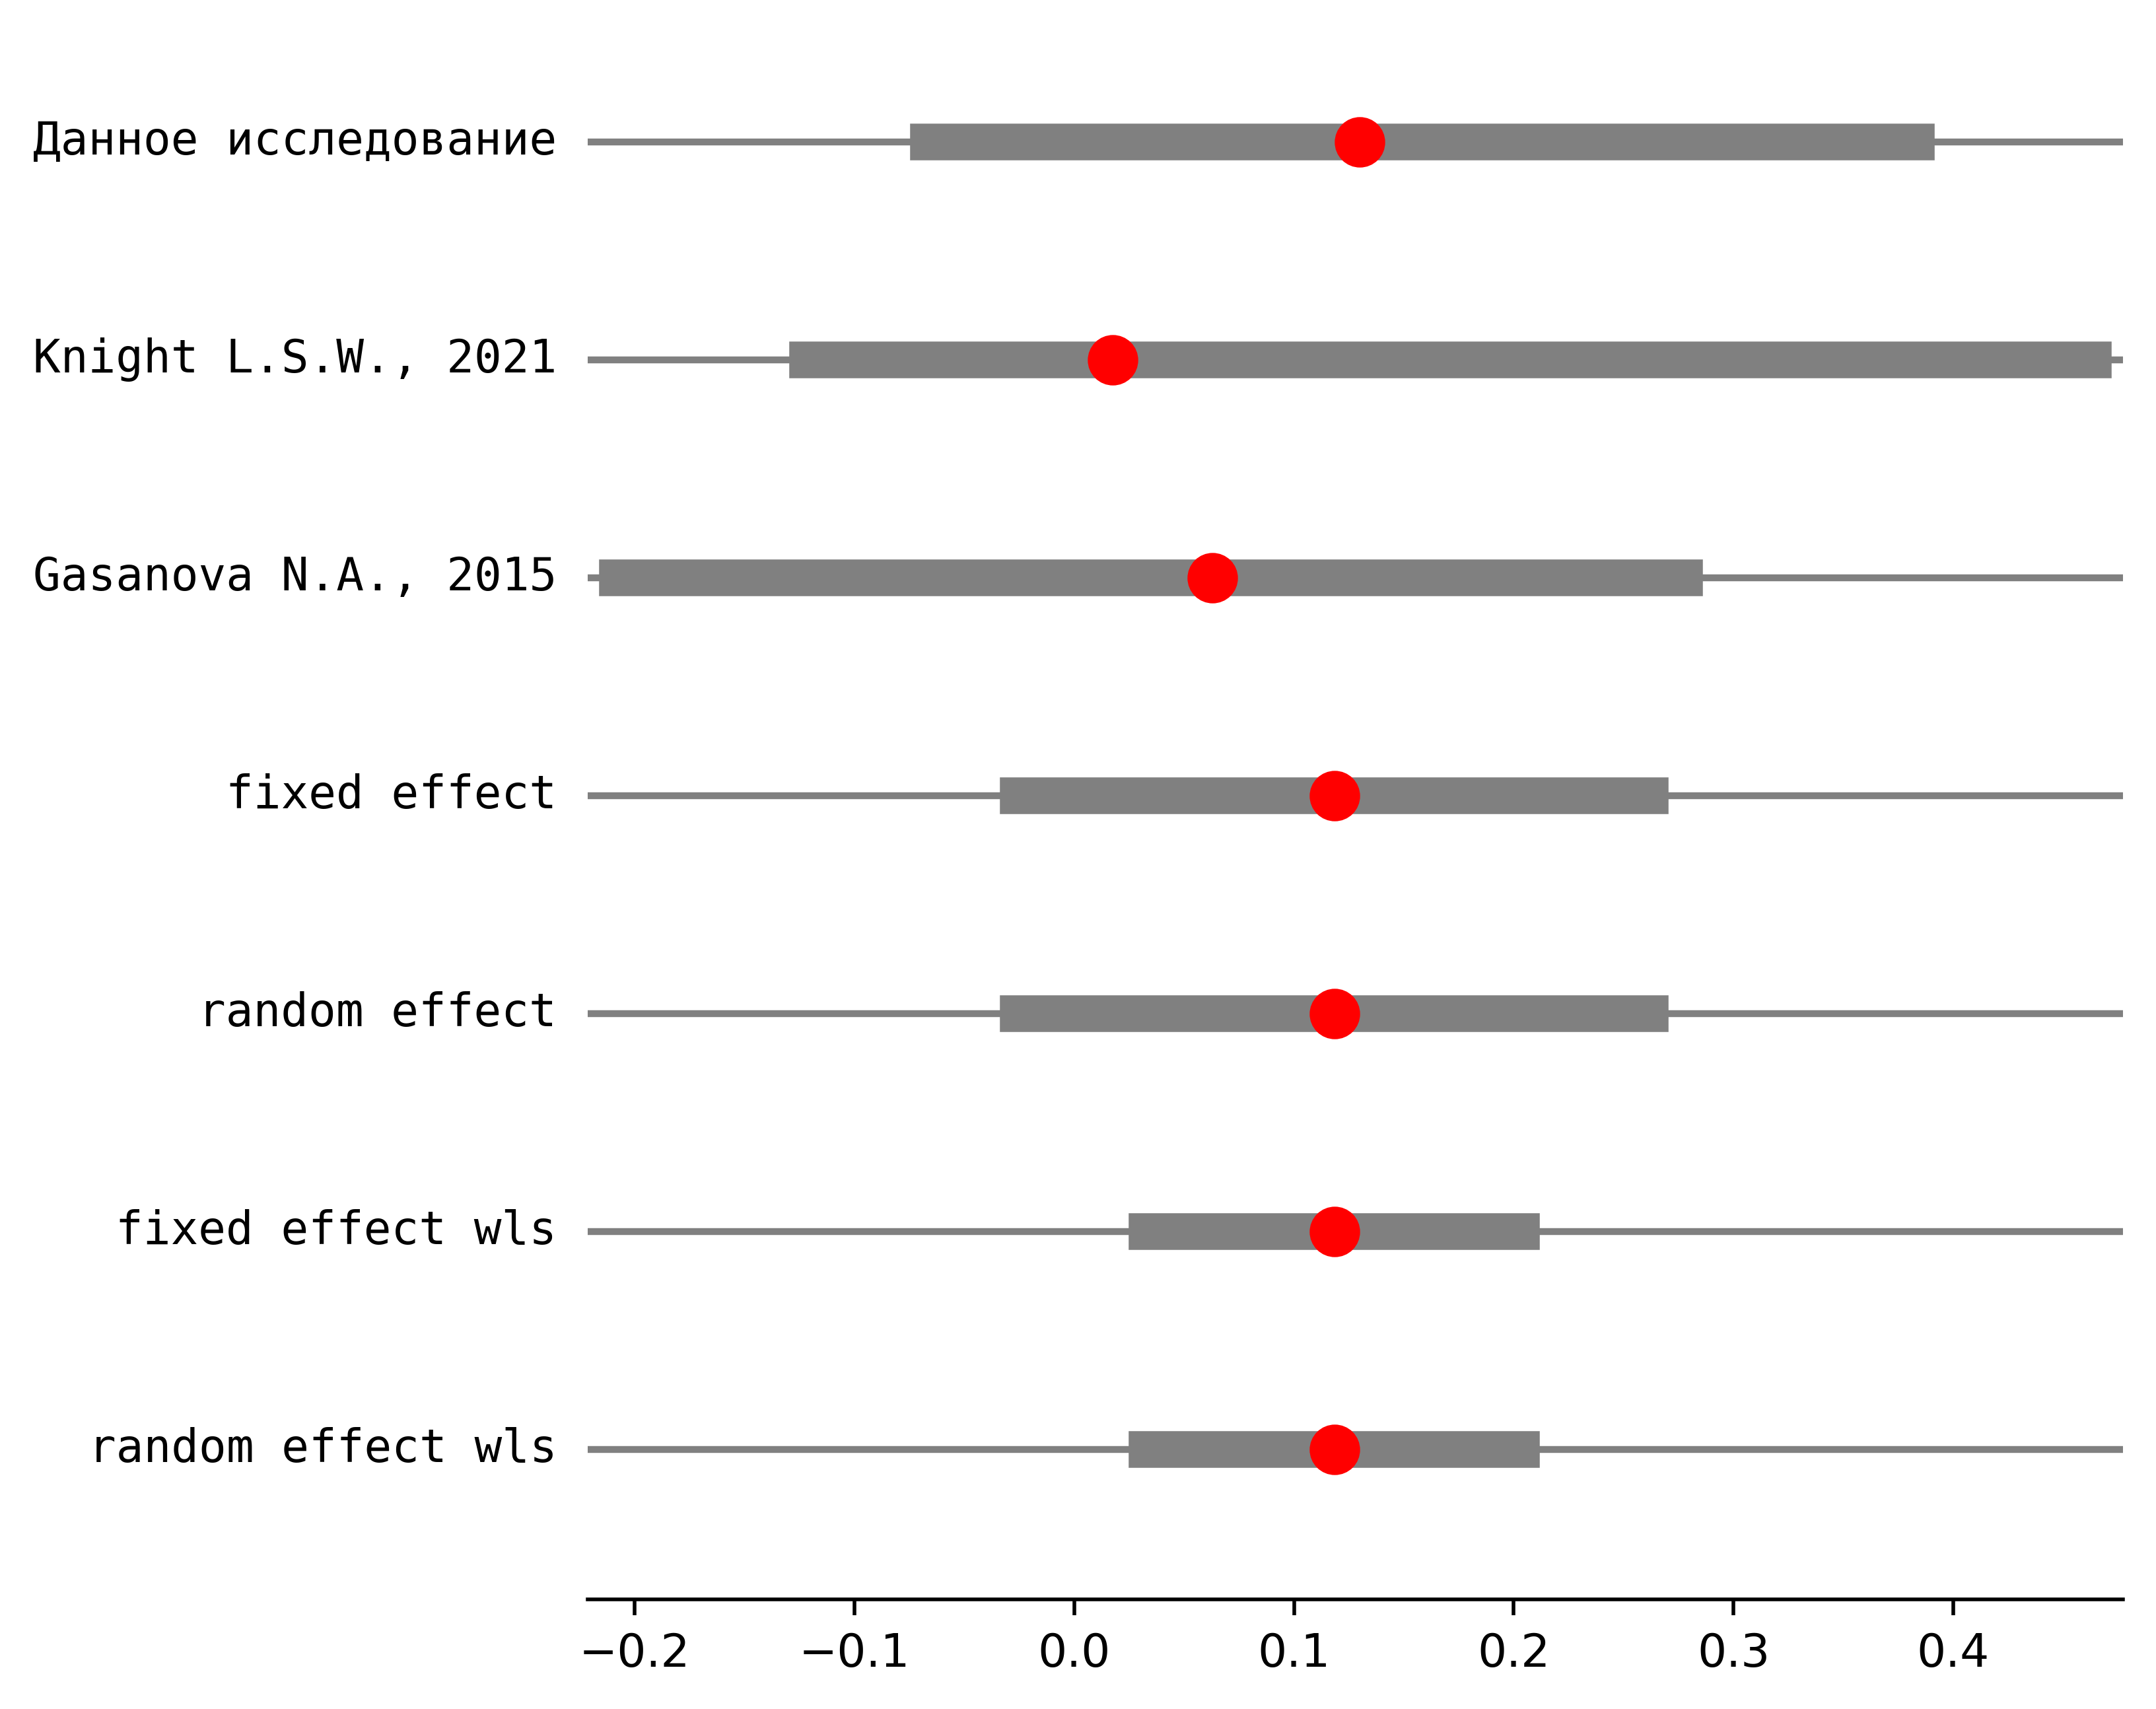 Данное исследование
Knight L.S.W., 2021
Gasanova N.A., 2015
fixed effect
random effect
fixed effect wls
random effect wls
−0.2 −0.1 0.0 0.1 0.2 0.3 0.4